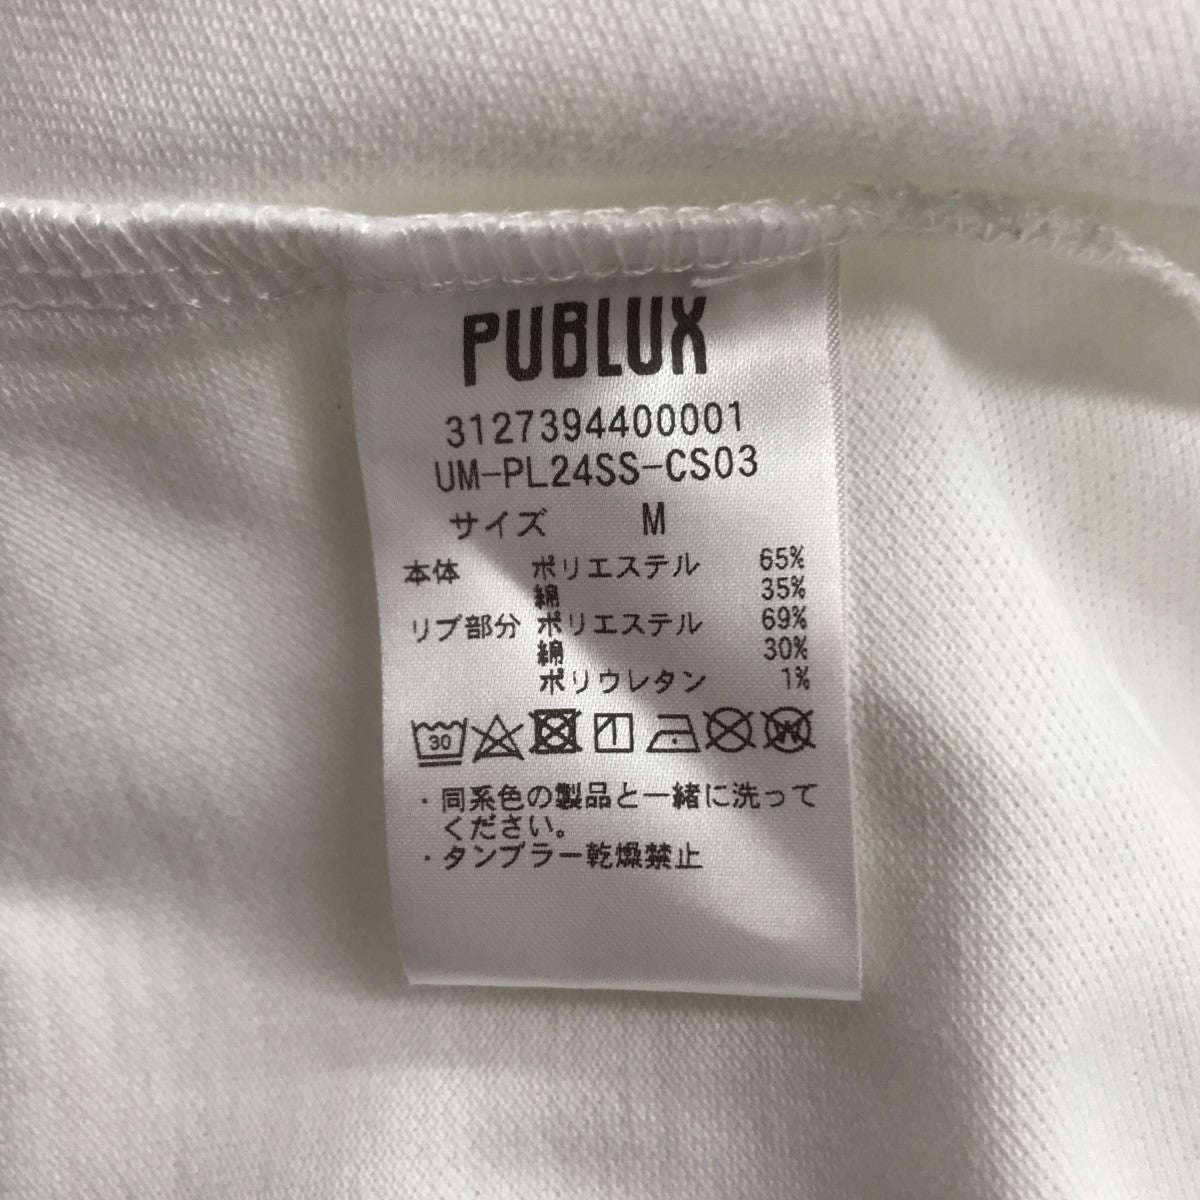 PUBLUX
3127394400001
UM-PL24SS-CS03
サイズ M
本体 ポリエステル 65%
綿 35%
リブ部分 ポリエステル 69%
綿 30%
ポリウレタン 1%
30 W
・同系色の製品と一緒に洗って
ください。
・タンブラー乾燥禁止